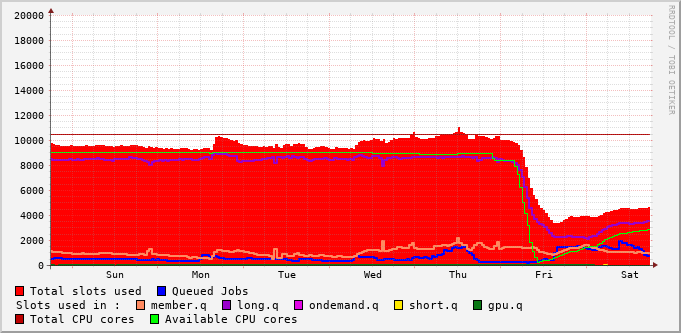 RRDTOOL / TOBI OETIKER
20000
18000
16000
14000
12000
10000
8000
6000
4000
2000
0
Sun Mon Tue Wed Thu Fri Sat
Total slots used Queued Jobs
Slots used in : member.q long.q ondemand.q short.q gpu.q
Total CPU cores Available CPU cores